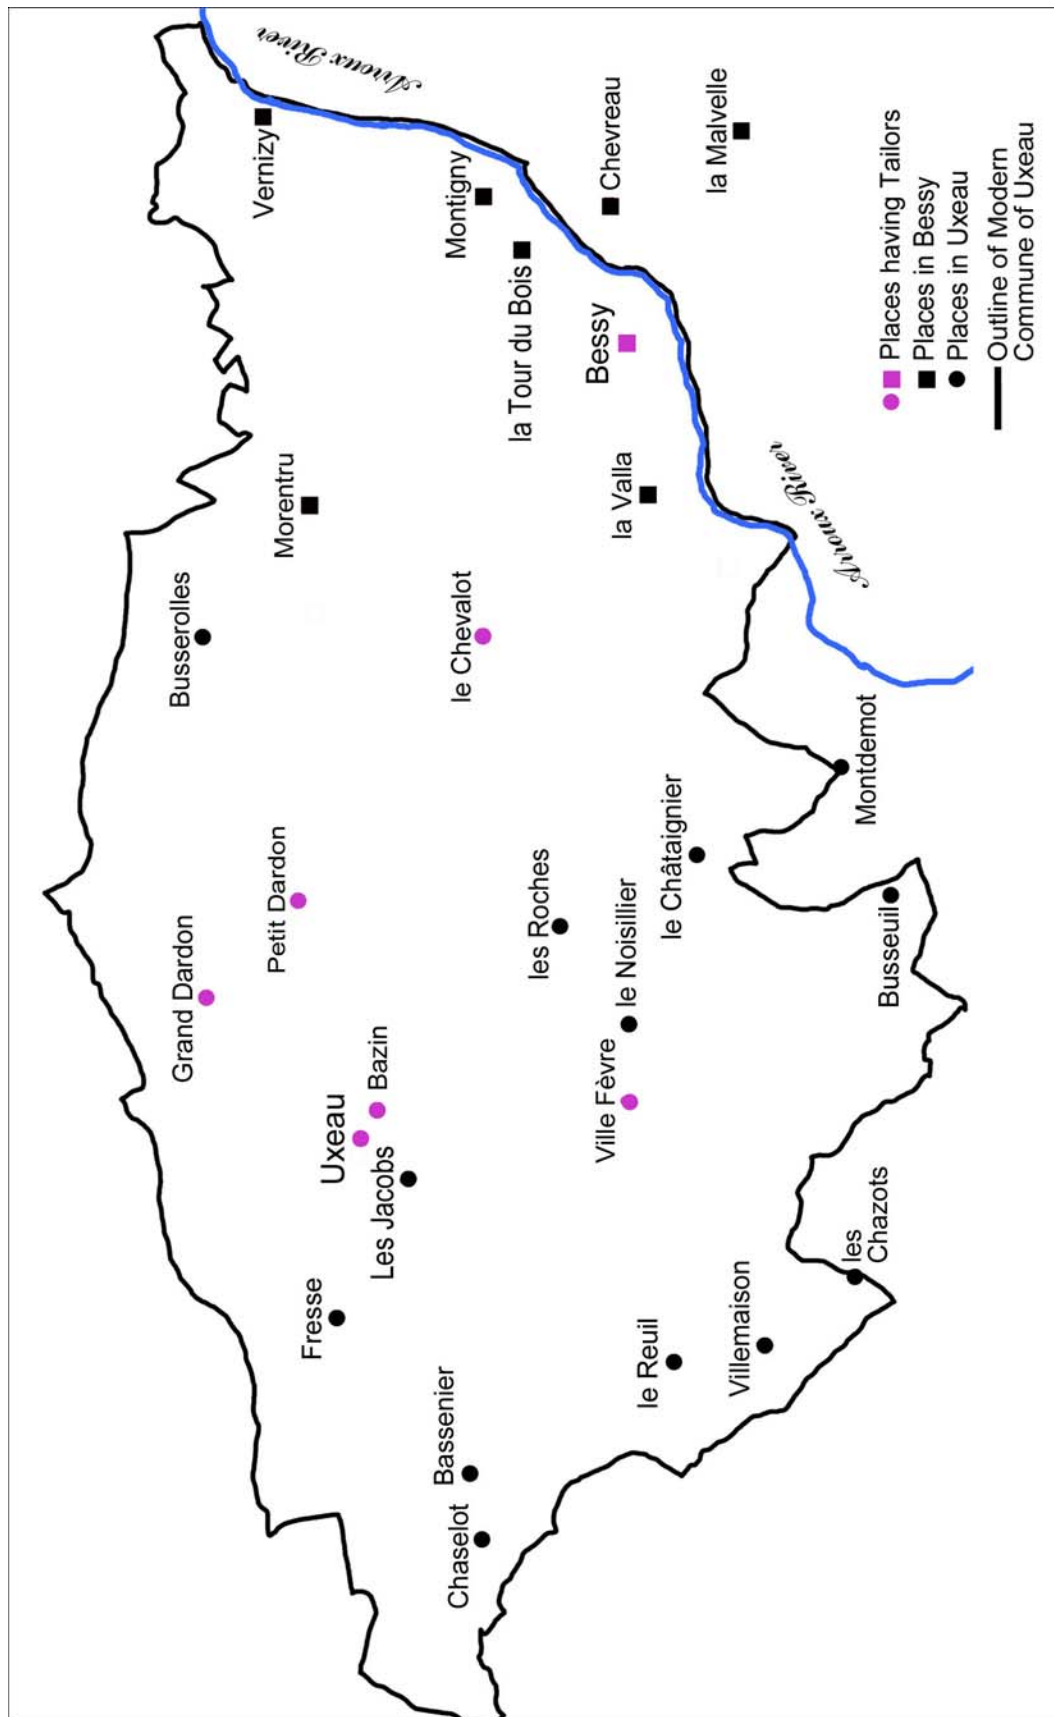 Grand Dardon
Busserolles
Vernizy
Arroux River
Petit Dardon
Morentru
Fresse
Uxeau
Bazin
Les Jacobs
Bassenier
Chaselot
le Chevalot
Montigny
la Tour du Bois
les Roches
Bessy
Ville Fèvre
Chevreau
la Valla
le Noisillier
le Reuil
le Châtaignier
la Malvelle
Villemaison
Arroux River
les
Chazots
Montdemot
Busseuil
Places having Tailors
Places in Bessy
Places in Uxeau
Outline of Modern
Commune of Uxeau